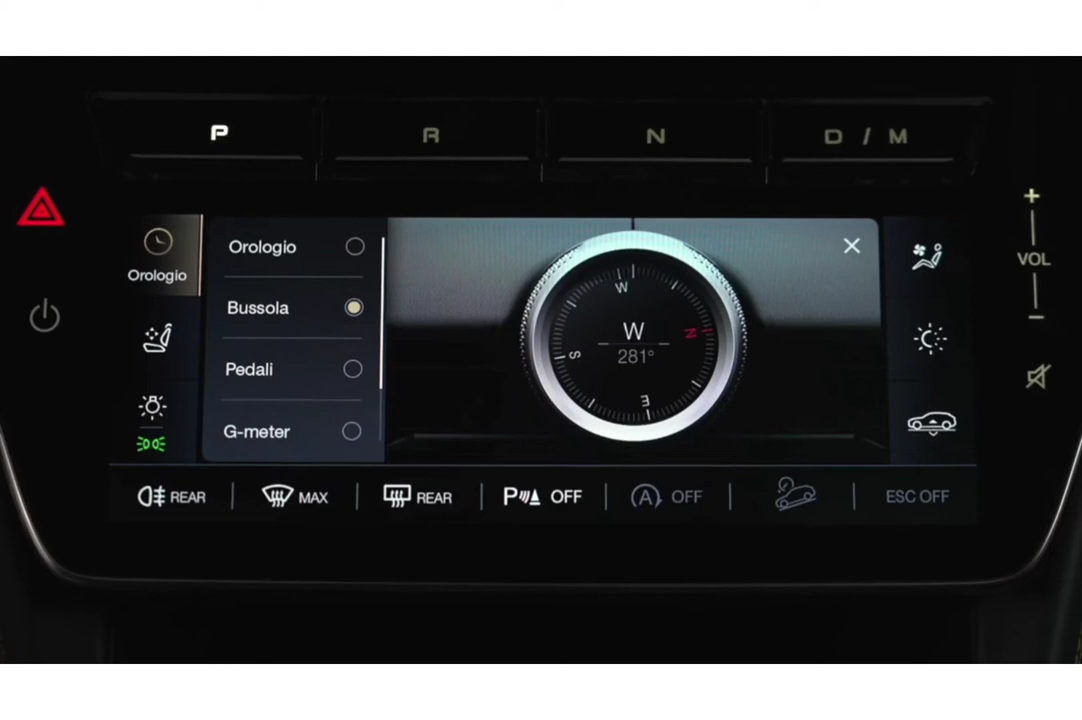 P R N D / M
Orologio
Orologio
Bussola
Pedali
G-meter
W
N
S
E
W
281°
+
VOL
−
REAR
MAX
REAR
P OFF
A OFF
ESC OFF